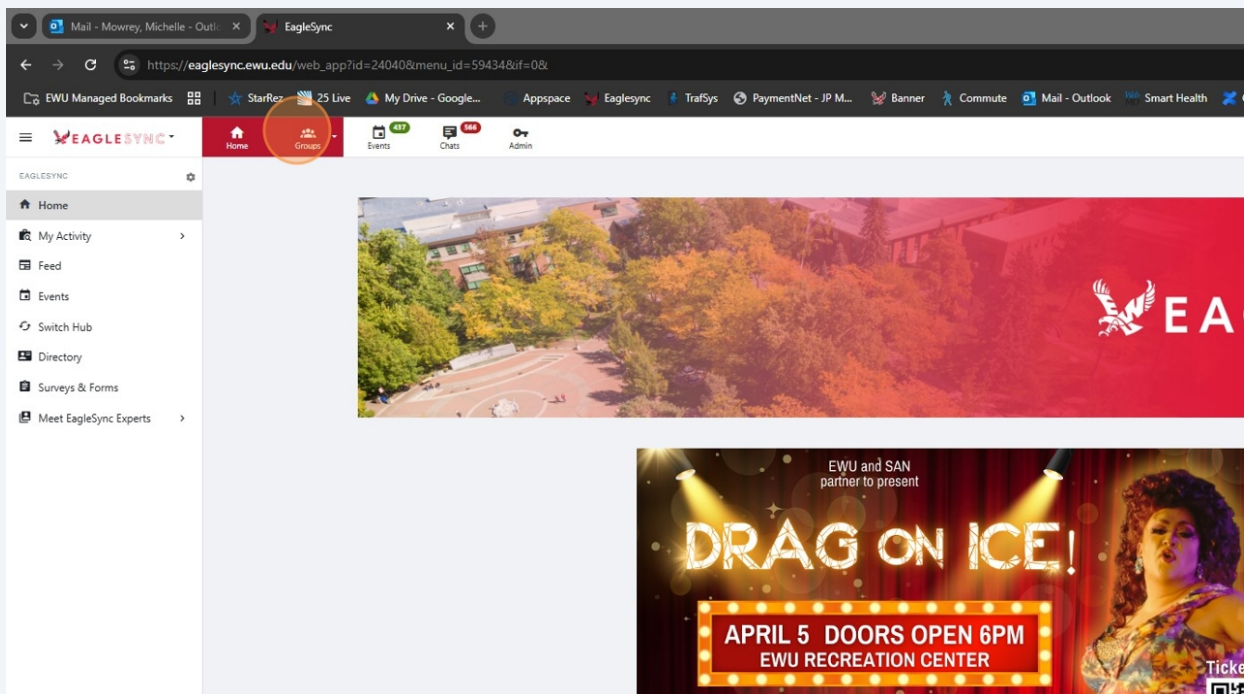 Mail - Mowrey, Michelle - Outlo
EagleSync
https://eaglesync.ewu.edu/web_app?id=24040&menu_id=59434&if=0&
EWU Managed Bookmarks
StarRez
25 Live
My Drive - Google...
Appspace
Eaglesync
TrafSys
PaymentNet - JP M...
Banner
Commute
Mail - Outlook
Smart Health
EAGLESYNC
Home
Groups
437
Events
566
Chats
Admin
EAGLESYNC
Home
My Activity
Feed
Events
Switch Hub
Directory
Surveys & Forms
Meet EagleSync Experts
EA
EWU and SAN
partner to present
DRAG ON ICE!
APRIL 5 DOORS OPEN 6PM
EWU RECREATION CENTER
Ticke